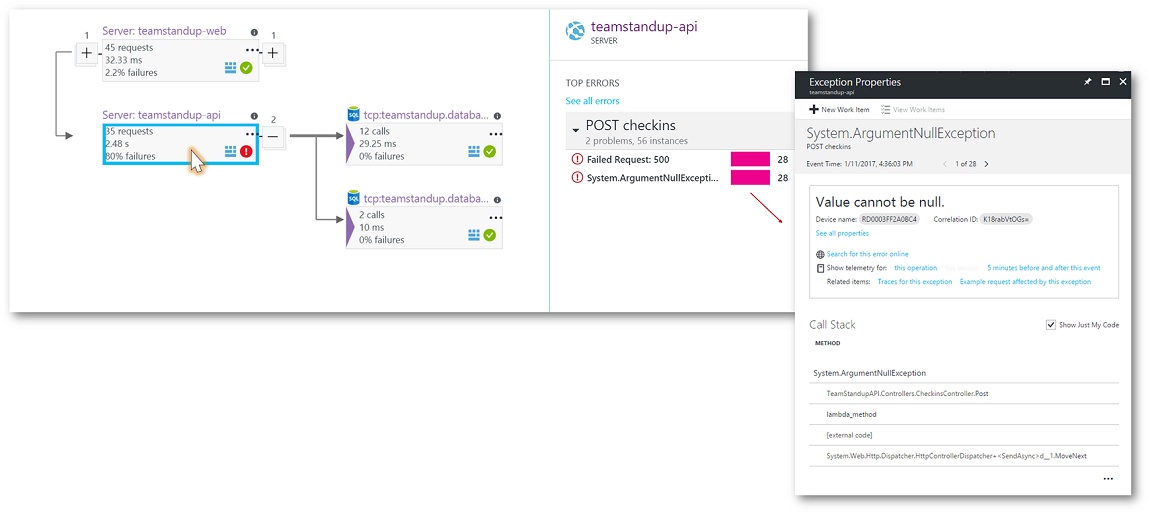 1
Server: teamstandup-web
1
45 requests
32.33 ms
2.2% failures
Server: teamstandup-api
2
35 requests
2.48 s
80% failures
SQL
tcp:teamstandup.databa...
12 calls
29.25 ms
0% failures
SQL
tcp:teamstandup.databa...
2 calls
10 ms
0% failures
teamstandup-api
SERVER
TOP ERRORS
See all errors
POST checkins
2 problems, 56 instances
Failed Request: 500 28
System.ArgumentNullExcepti... 28
Exception Properties
teamstandup-api
New Work Item View Work Items
System.ArgumentNullException
POST checkins
Event Time: 1/11/2017, 4:36:03 PM 1 of 28
Value cannot be null.
Device name: RD0003FF2A0BC4 Correlation ID: K18rabVtOGs=
See all properties
Search for this error online
Show telemetry for: this operation 5 minutes before and after this event
Related items: Traces for this exception Example request affected by this exception
Call Stack Show Just My Code
METHOD
System.ArgumentNullException
TeamStandupAPI.Controllers.CheckinsController.Post
lambda_method
[external code]
System.Web.Http.Dispatcher.HttpControllerDispatcher+<SendAsync>d__1.MoveNext